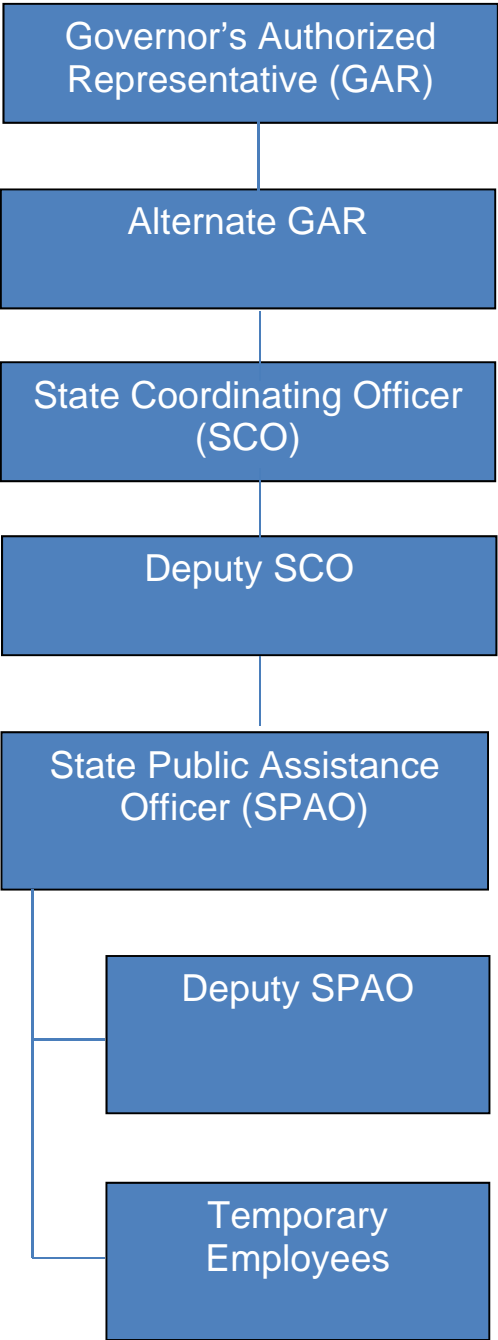 Governor’s Authorized
Representative (GAR)
Alternate GAR
State Coordinating Officer
(SCO)
Deputy SCO
State Public Assistance
Officer (SPAO)
Deputy SPAO
Temporary
Employees